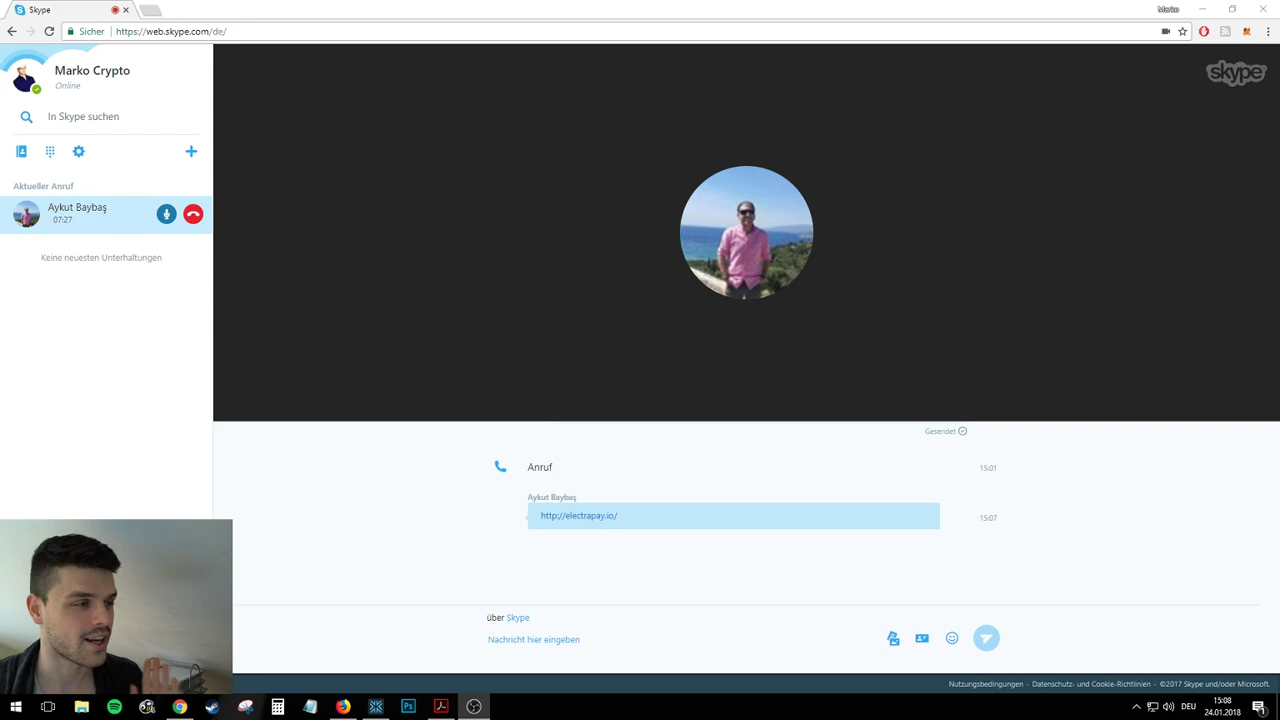 Skype
Marko
Sicher
https://web.skype.com/de/
Marko Crypto
Online
In Skype suchen
Aktueller Anruf
Aykut Baybaş
07:27
Keine neuesten Unterhaltungen
skype
Gesendet
Anruf
15:01
Aykut Baybaş
http://electrapay.io/
15:07
über Skype
Nachricht hier eingeben
Nutzungsbedingungen - Datenschutz- und Cookie-Richtlinien - ©2017 Skype und/oder Microsoft.
DEU
15:08
24.01.2018